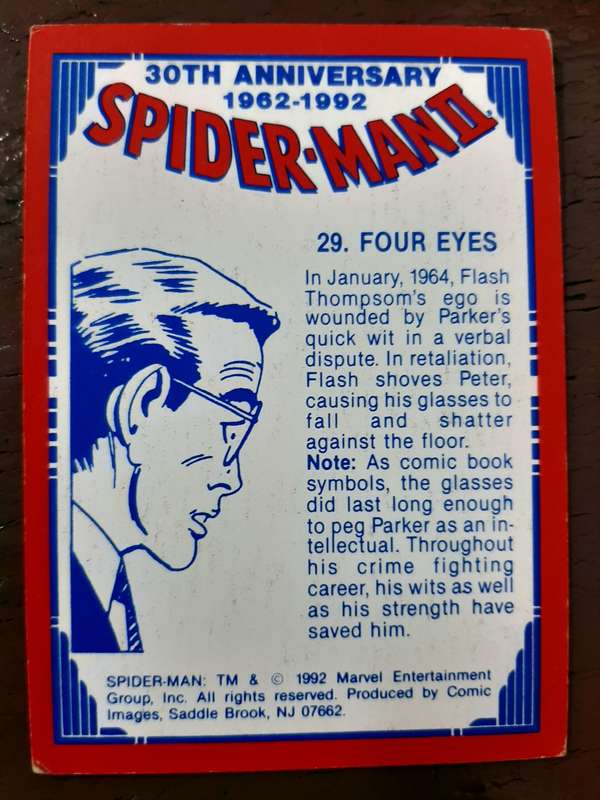 30TH ANNIVERSARY
1962-1992
SPIDER-MAN II
29. FOUR EYES
In January, 1964, Flash
Thompsom's ego is
wounded by Parker's
quick wit in a verbal
dispute. In retaliation,
Flash shoves Peter,
causing his glasses to
fall and shatter
against the floor.
Note: As comic book
symbols, the glasses
did last long enough
to peg Parker as an in-
tellectual. Throughout
his crime fighting
career, his wits as well
as his strength have
saved him.
SPIDER-MAN: TM & © 1992 Marvel Entertainment
Group, Inc. All rights reserved. Produced by Comic
Images, Saddle Brook, NJ 07662.